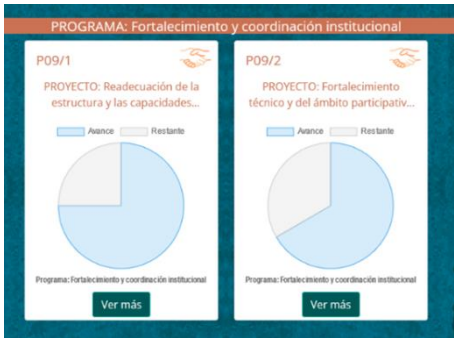 PROGRAMA: Fortalecimiento y coordinación institucional
P09/1
PROYECTO: Readecuación de la
estructura y las capacidades...
Avance Restante
Programa: Fortalecimiento y coordinación institucional
Ver más
P09/2
PROYECTO: Fortalecimiento
técnico y del ámbito participativ...
Avance Restante
Programa: Fortalecimiento y coordinación institucional
Ver más